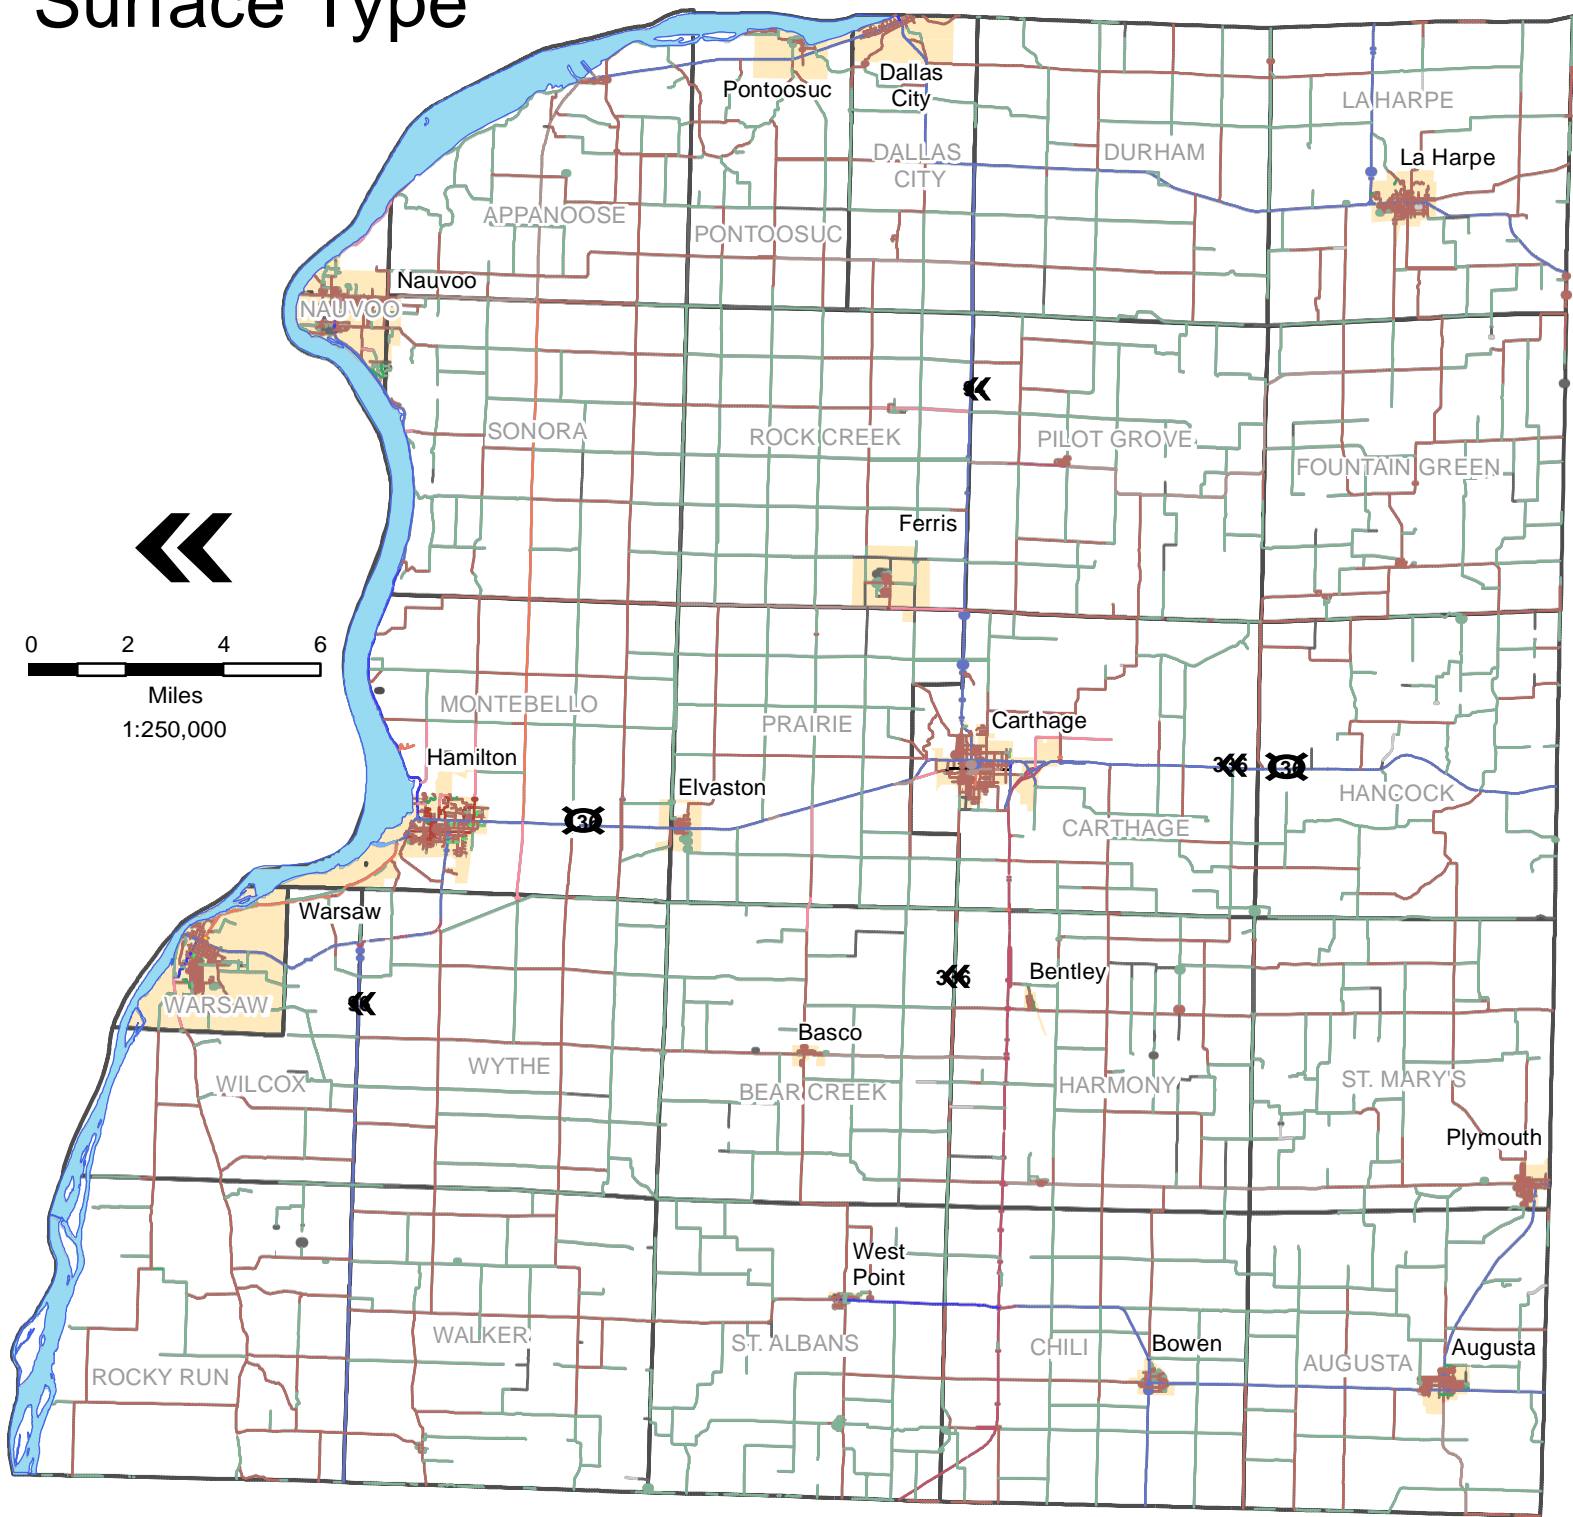 Surface Type
Pontoosuc
Dallas
City
LA HARPE
DALLAS
CITY
DURHAM
La Harpe
APPANOOSE
PONTOOSUC
Nauvoo
NAUVOO
SONORA
ROCK CREEK
PILOT GROVE
FOUNTAIN GREEN
Ferris
0 2 4 6
Miles
1:250,000
MONTEBELLO
PRAIRIE
Carthage
Hamilton
Elvaston
HANCOCK
CARTHAGE
Warsaw
Bentley
WARSAW
Basco
WYTHE
WILCOX
BEAR CREEK
HARMONY
ST. MARY'S
Plymouth
West
Point
WALKER
ST. ALBANS
CHILI
Bowen
AUGUSTA
Augusta
ROCKY RUN